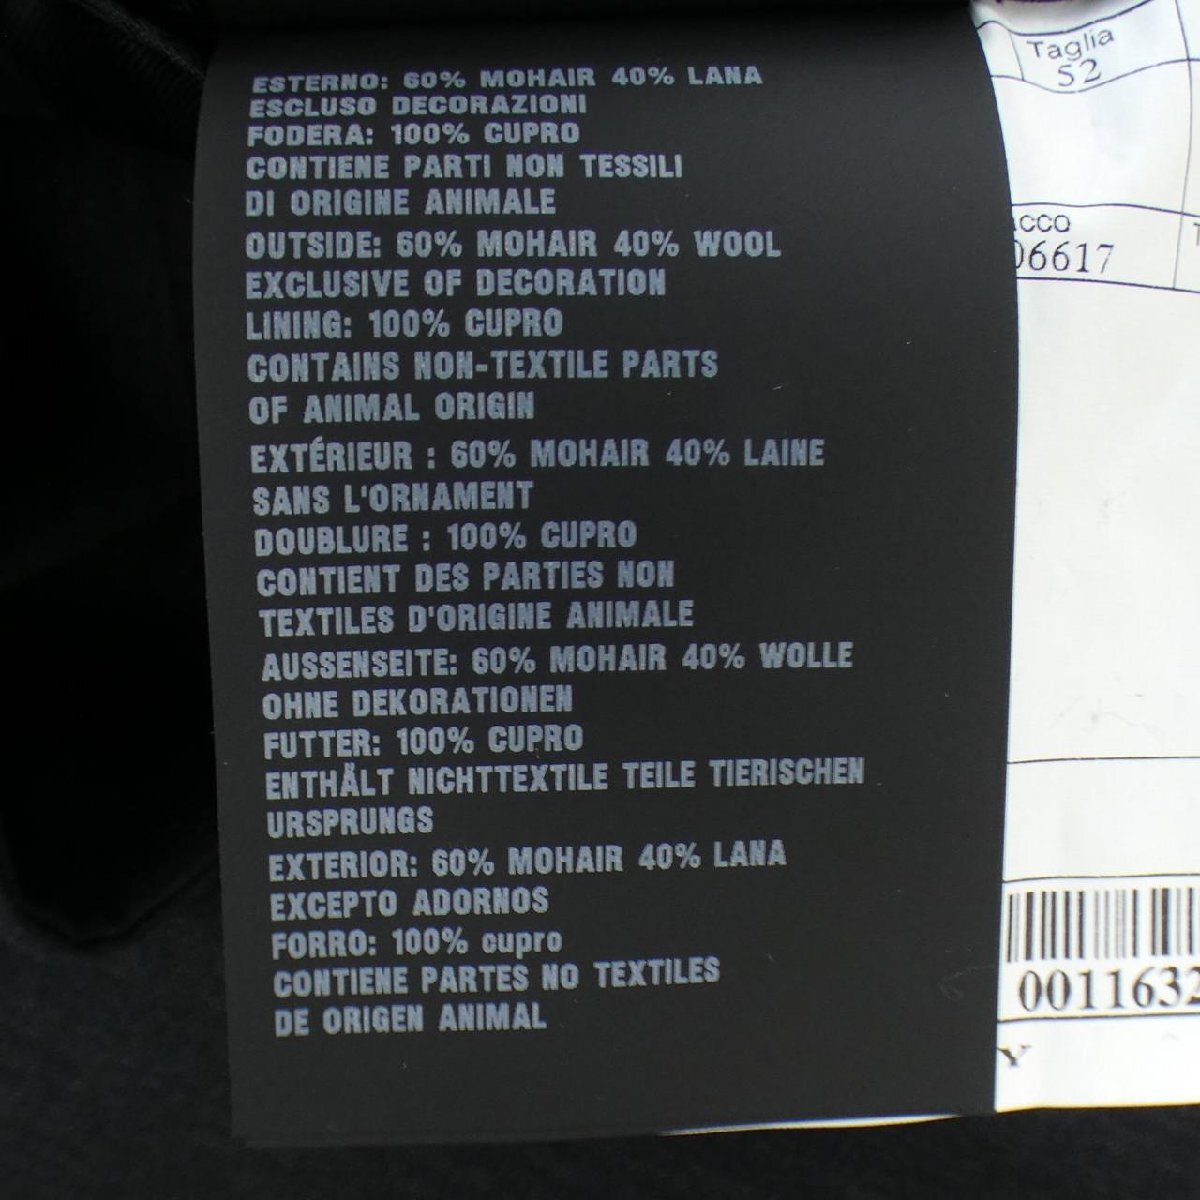 ESTERNO: 60% MOHAIR 40% LANA
ESCLUSO DECORAZIONI
FODERA: 100% CUPRO
CONTIENE PARTI NON TESSILI
DI ORIGINE ANIMALE
OUTSIDE: 60% MOHAIR 40% WOOL
EXCLUSIVE OF DECORATION
LINING: 100% CUPRO
CONTAINS NON-TEXTILE PARTS
OF ANIMAL ORIGIN
EXTÉRIEUR : 60% MOHAIR 40% LAINE
SANS L'ORNAMENT
DOUBLURE : 100% CUPRO
CONTIENT DES PARTIES NON
TEXTILES D'ORIGINE ANIMALE
AUSSENSEITE: 60% MOHAIR 40% WOLLE
OHNE DEKORATIONEN
FUTTER: 100% CUPRO
ENTHÄLT NICHTTEXTILE TEILE TIERISCHEN
URSPRUNGS
EXTERIOR: 60% MOHAIR 40% LANA
EXCEPTO ADORNOS
FORRO: 100% cupro
CONTIENE PARTES NO TEXTILES
DE ORIGEN ANIMAL
Taglia
52
ACCO
06617
0011632
Y